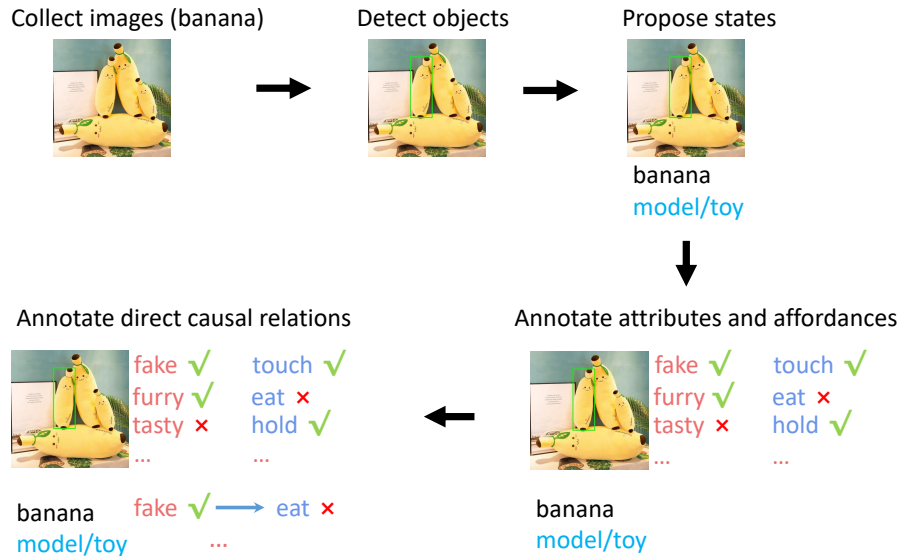 Collect images (banana)
Detect objects
Propose states
banana
model/toy
Annotate direct causal relations
Annotate attributes and affordances
fake √ touch √
furry √ eat ×
tasty × hold √
... ...
fake √ → eat ×
banana
model/toy
...
fake √ touch √
furry √ eat ×
tasty × hold √
... ...
banana
model/toy